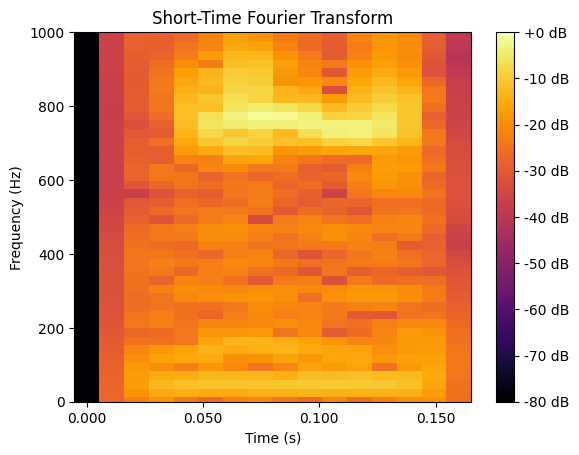 Short-Time Fourier Transform
1000
800
600
400
200
0
Frequency (Hz)
0.000
0.050
0.100
0.150
Time (s)
+0 dB
-10 dB
-20 dB
-30 dB
-40 dB
-50 dB
-60 dB
-70 dB
-80 dB